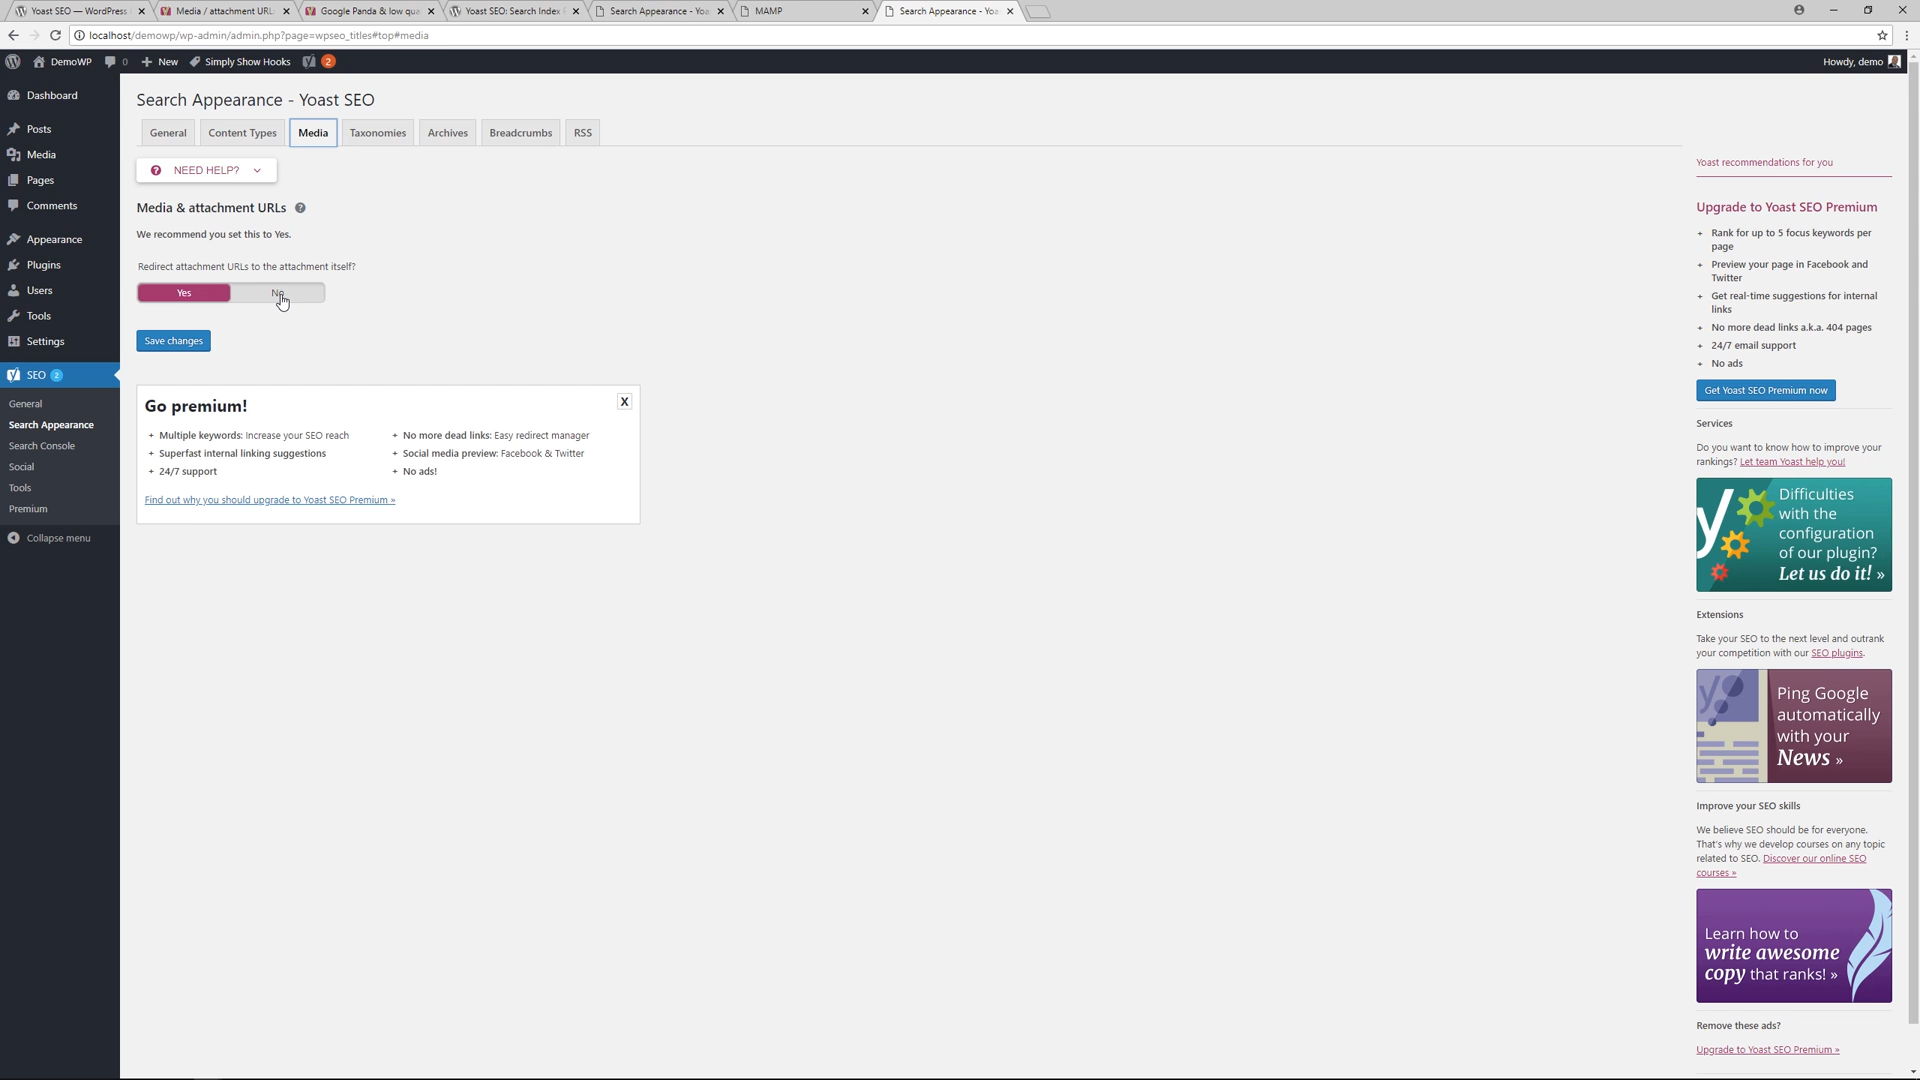 Yoast SEO — WordPress
Media / attachment URL
Google Panda & low qua
Yoast SEO: Search Index
Search Appearance - Yoa
MAMP
Search Appearance - Yoa
localhost/demowp/wp-admin/admin.php?page=wpseo_titles#top#media
DemoWP
0
New
Simply Show Hooks
2
Howdy, demo
Dashboard
Posts
Media
Pages
Comments
Appearance
Plugins
Users
Tools
Settings
SEO 2
General
Search Appearance
Search Console
Social
Tools
Premium
Collapse menu
Search Appearance - Yoast SEO
General
Content Types
Media
Taxonomies
Archives
Breadcrumbs
RSS
NEED HELP?
Media & attachment URLs
We recommend you set this to Yes.
Redirect attachment URLs to the attachment itself?
Yes
No
Save changes
Go premium!
X
+ Multiple keywords: Increase your SEO reach
+ Superfast internal linking suggestions
+ 24/7 support
+ No more dead links: Easy redirect manager
+ Social media preview: Facebook & Twitter
+ No ads!
Find out why you should upgrade to Yoast SEO Premium »
Yoast recommendations for you
Upgrade to Yoast SEO Premium
+ Rank for up to 5 focus keywords per
page
+ Preview your page in Facebook and
Twitter
+ Get real-time suggestions for internal
links
+ No more dead links a.k.a. 404 pages
+ 24/7 email support
+ No ads
Get Yoast SEO Premium now
Services
Do you want to know how to improve your
rankings? Let team Yoast help you!
Difficulties
with the
configuration
of our plugin?
Let us do it! »
Extensions
Take your SEO to the next level and outrank
your competition with our SEO plugins.
Ping Google
automatically
with your
News »
Improve your SEO skills
We believe SEO should be for everyone.
That's why we develop courses on any topic
related to SEO. Discover our online SEO
courses »
Learn how to
write awesome
copy that ranks! »
Remove these ads?
Upgrade to Yoast SEO Premium »